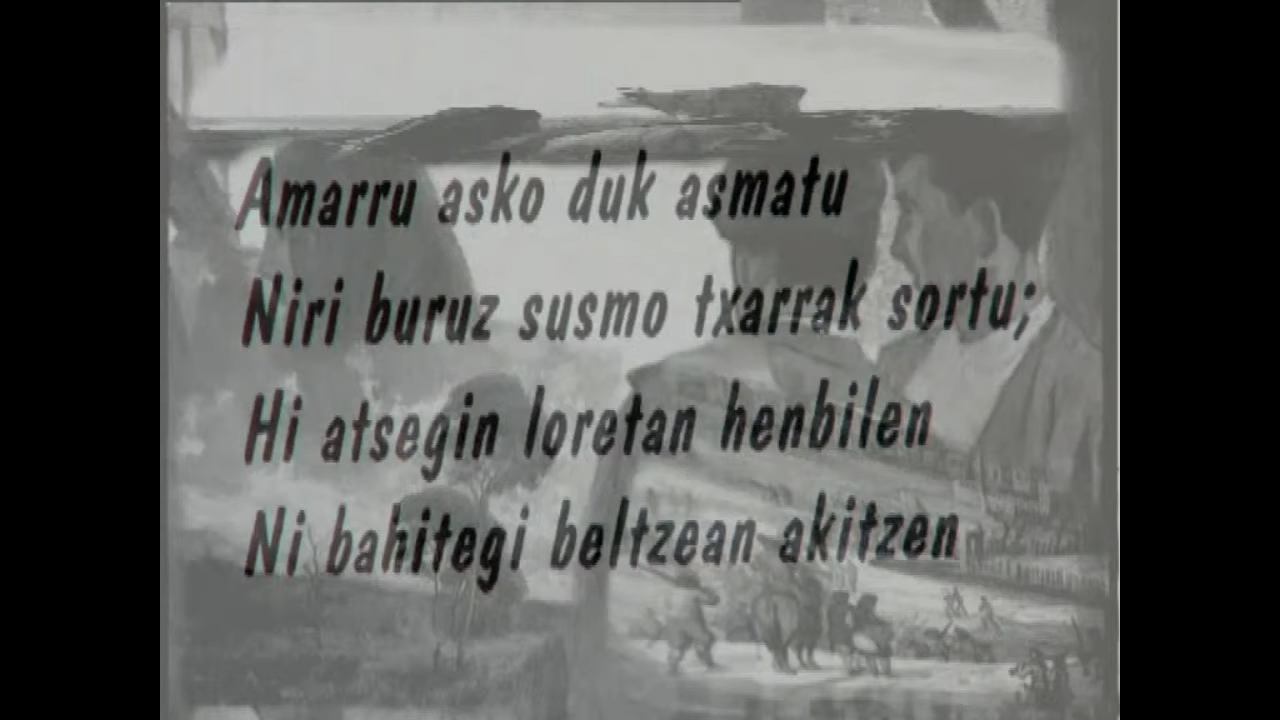 Amarru asko duk asmatu
Niri buruz susmo txarrak sortu;
Hi atsegin loretan henbilen
Ni bahitegi beltzean akitzen